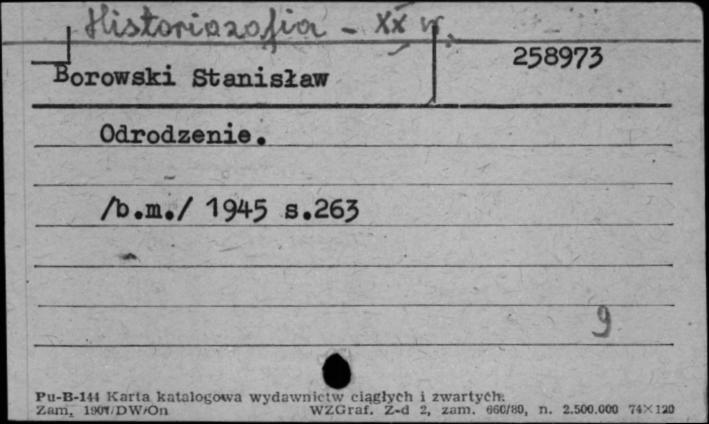 Historiozofia - XX w.
258973
Borowski Stanisław
Odrodzenie.
/b.m./ 1945 s.263
9
Pu-B-144 Karta katalogowa wydawnictw ciągłych i zwartych.
Zam. 1907/DW/On WZGraf. Z-d 2, zam. 660/80, n. 2.500.000 74×120